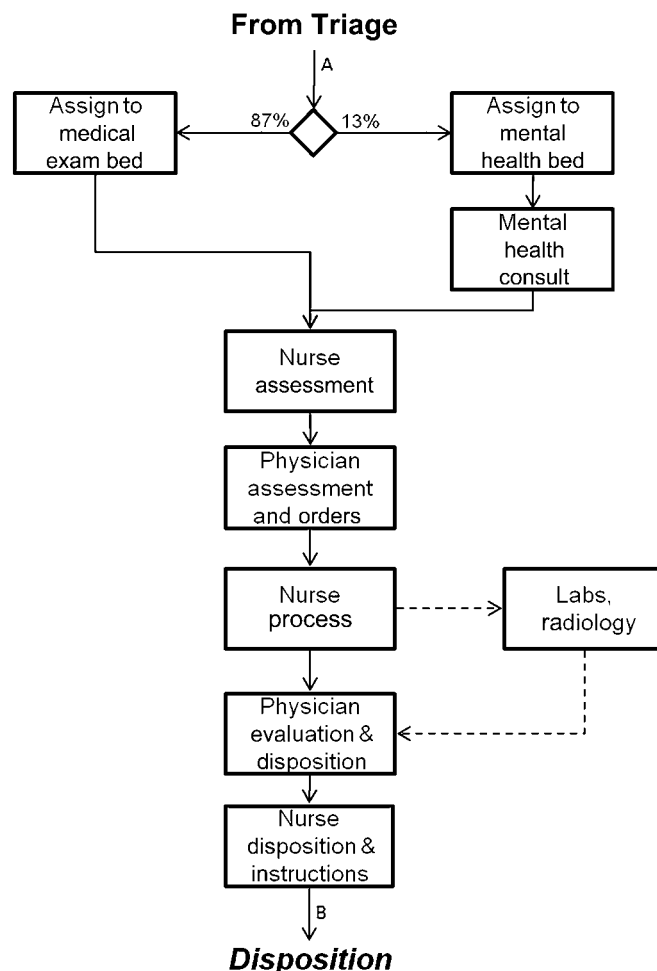 From Triage
A
Assign to
medical
exam bed
87%
13%
Assign to
mental
health bed
Mental
health
consult
Nurse
assessment
Physician
assessment
and orders
Nurse
process
Labs,
radiology
Physician
evaluation &
disposition
Nurse
disposition &
instructions
B
Disposition